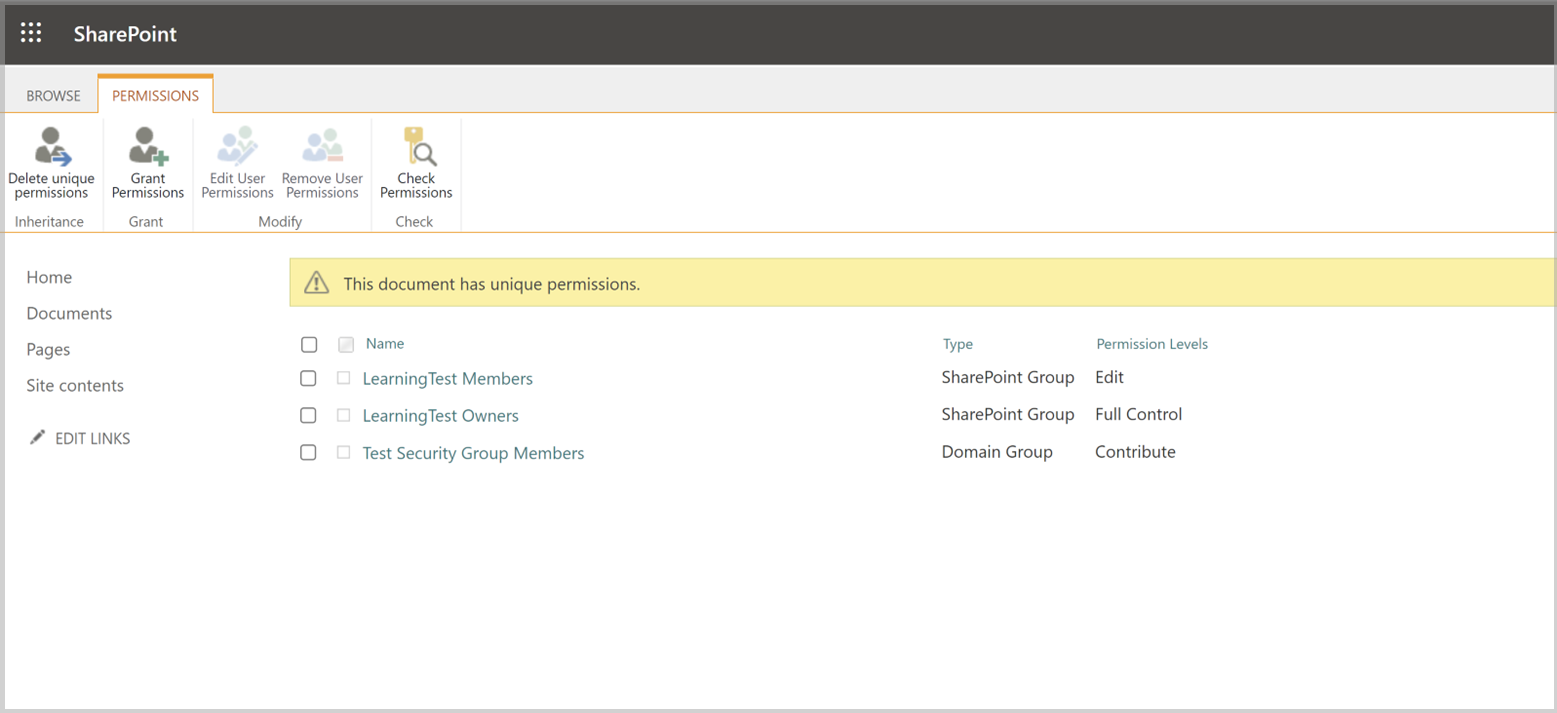 SharePoint
BROWSE PERMISSIONS
Delete unique permissions
Grant Permissions
Edit User Permissions
Remove User Permissions
Check Permissions
Inheritance Grant Modify Check
Home
Documents
Pages
Site contents
EDIT LINKS
This document has unique permissions.
Name Type Permission Levels
LearningTest Members SharePoint Group Edit
LearningTest Owners SharePoint Group Full Control
Test Security Group Members Domain Group Contribute